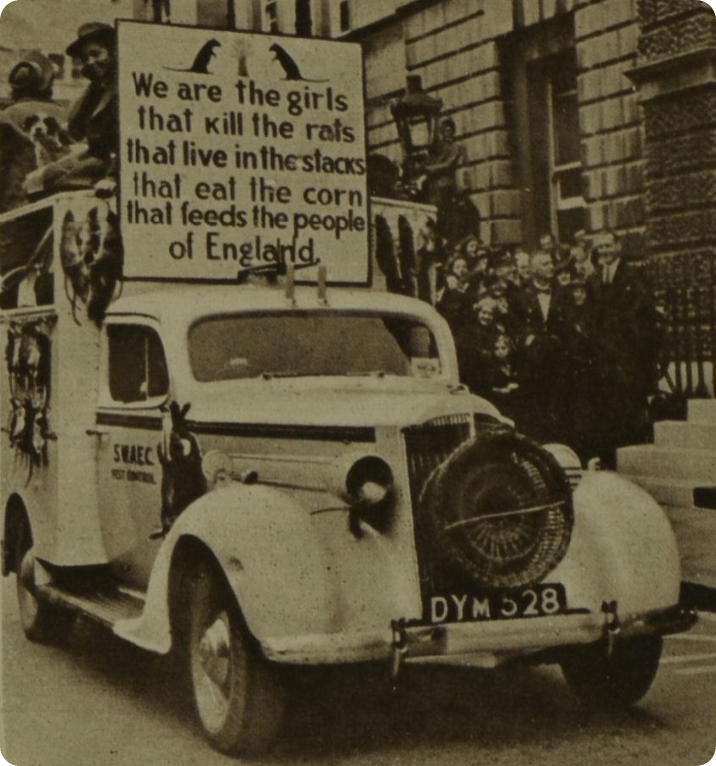 We are the girls
that kill the rats
that live in the stacks
that eat the corn
that feeds the people
of England.
S.W.A.E.C.
PEST CONTROL.
DYM 528